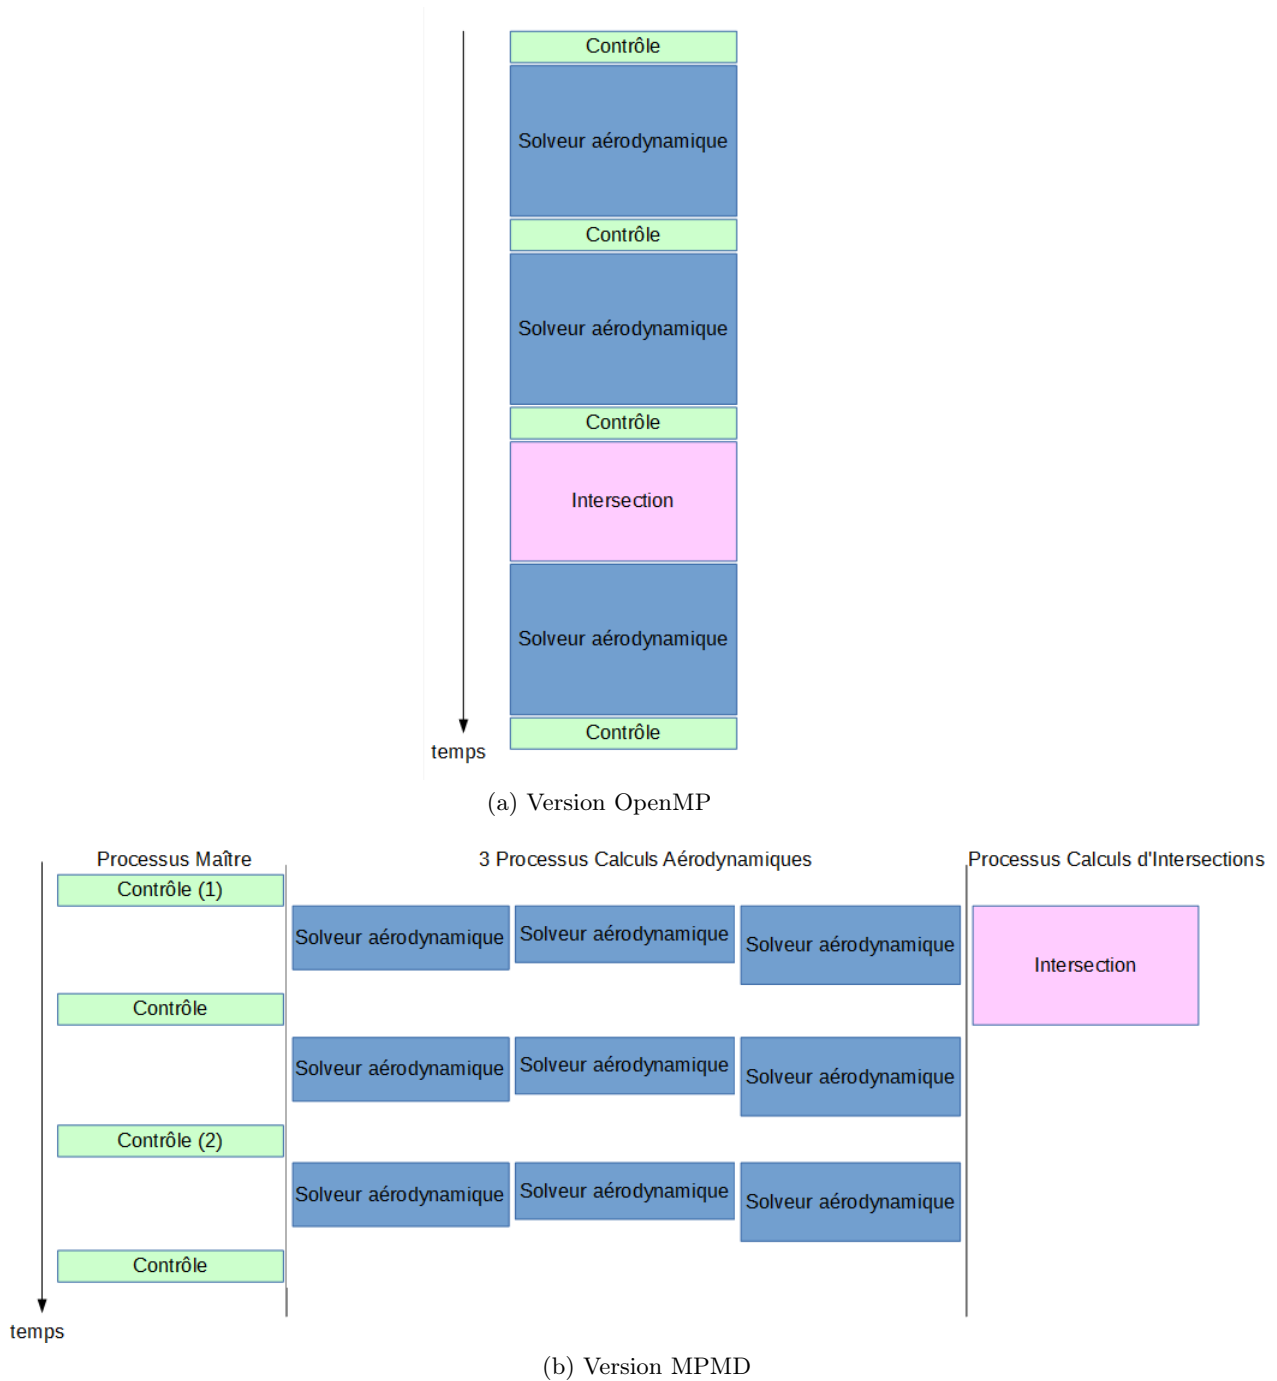 Contrôle
Solveur aérodynamique
Contrôle
Solveur aérodynamique
Contrôle
Intersection
Solveur aérodynamique
Contrôle
temps
(a) Version OpenMP
Processus Maître
3 Processus Calculs Aérodynamiques
Processus Calculs d'Intersections
Contrôle (1)
Solveur aérodynamique
Solveur aérodynamique
Solveur aérodynamique
Intersection
Contrôle
Solveur aérodynamique
Solveur aérodynamique
Solveur aérodynamique
Contrôle (2)
Solveur aérodynamique
Solveur aérodynamique
Solveur aérodynamique
Contrôle
temps
(b) Version MPMD